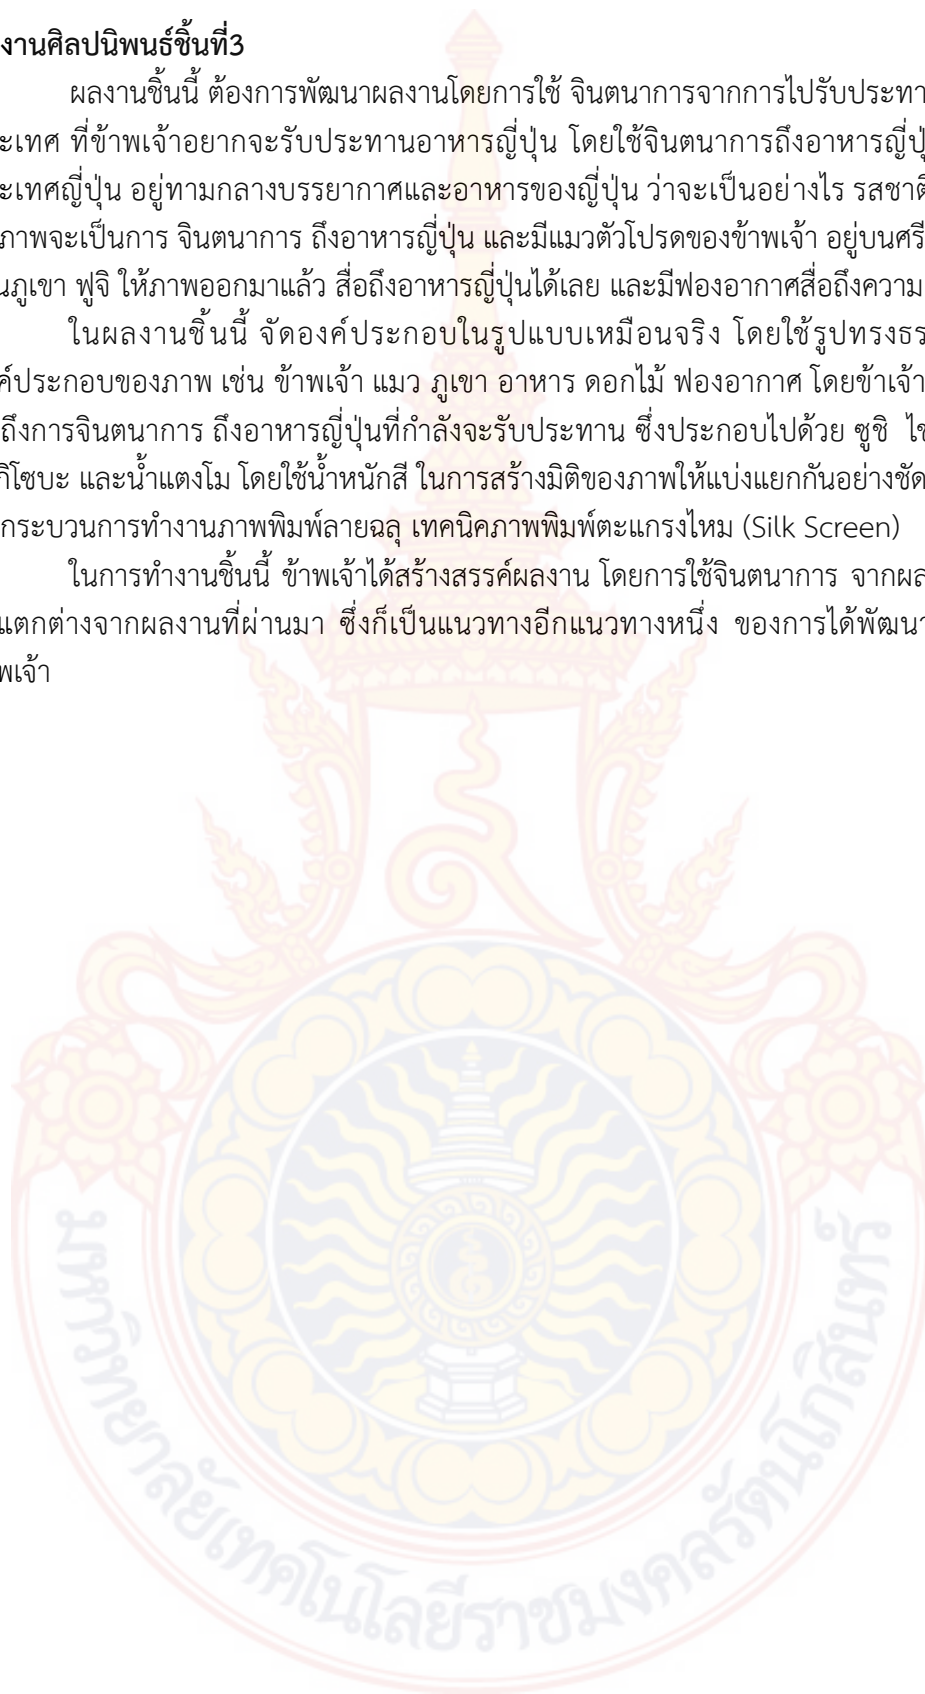 งานศิลปนิพนธ์ชิ้นที่3
ผลงานชิ้นนี้ ต้องการพัฒนาผลงานโดยการใช้ จินตนาการจากการไปรับประทา
ะเทศ ที่ข้าพเจ้าอยากจะรับประทานอาหารญี่ปุ่น โดยใช้จินตนาการถึงอาหารญี่ปุ
ะเทศญี่ปุ่น อยู่ทามกลางบรรยากาศและอาหารของญี่ปุ่น ว่าจะเป็นอย่างไร รสชาติ
ภาพจะเป็นการ จินตนาการ ถึงอาหารญี่ปุ่น และมีแมวตัวโปรดของข้าพเจ้า อยู่บนศรี
นภูเขา ฟูจิ ให้ภาพออกมาแล้ว สื่อถึงอาหารญี่ปุ่นได้เลย และมีฟองอากาศสื่อถึงความ
ในผลงานชิ้นนี้ จัดองค์ประกอบในรูปแบบเหมือนจริง โดยใช้รูปทรงธร
ค์ประกอบของภาพ เช่น ข้าพเจ้า แมว ภูเขา อาหาร ดอกไม้ ฟองอากาศ โดยข้าเจ้า
ถึงการจินตนาการ ถึงอาหารญี่ปุ่นที่กำลังจะรับประทาน ซึ่งประกอบไปด้วย ซูชิ ไข
กิโซบะ และน้ำแตงโม โดยใช้น้ำหนักสี ในการสร้างมิติของภาพให้แบ่งแยกกันอย่างชัด
กระบวนการทำงานภาพพิมพ์ลายฉลุ เทคนิคภาพพิมพ์ตะแกรงไหม (Silk Screen)
ในการทำงานชิ้นนี้ ข้าพเจ้าได้สร้างสรรค์ผลงาน โดยการใช้จินตนาการ จากผล
แตกต่างจากผลงานที่ผ่านมา ซึ่งก็เป็นแนวทางอีกแนวทางหนึ่ง ของการได้พัฒนา
พเจ้า
มหาวิทยาลัยเทคโนโลยีราชมงคลรัตนโกสินทร์